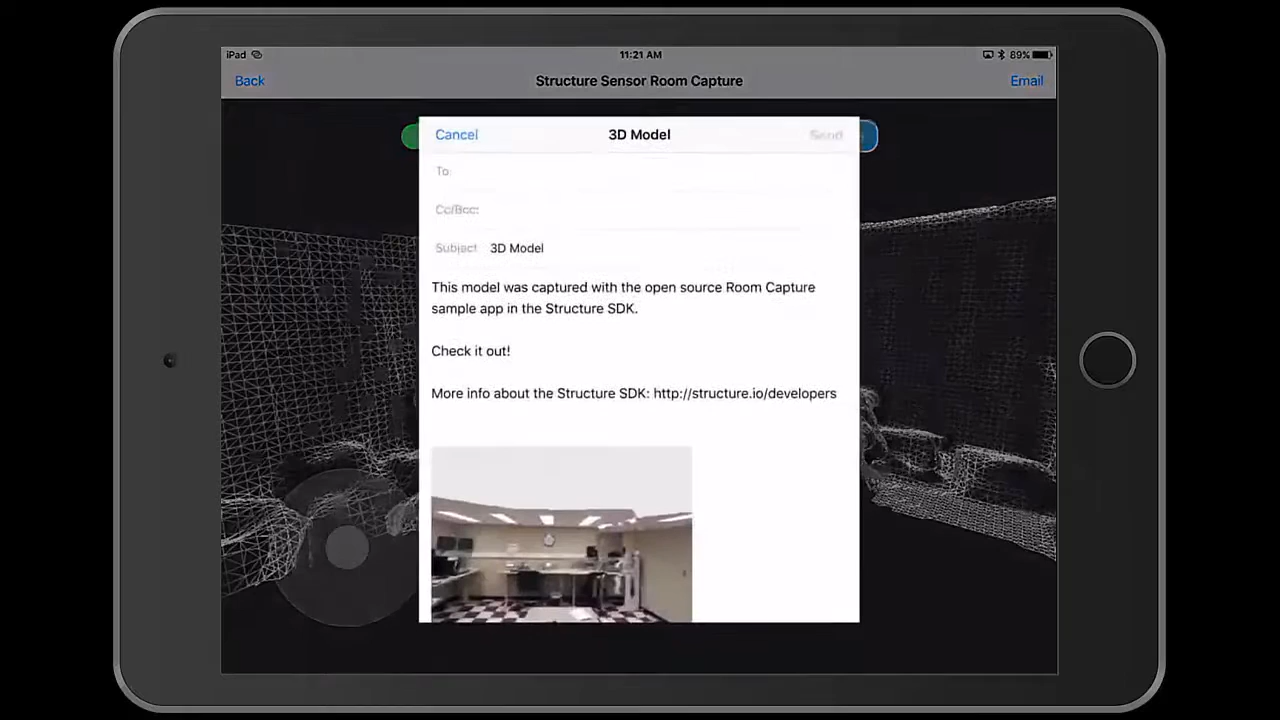 iPad 11:21 AM 89%
Back Structure Sensor Room Capture Email
Cancel 3D Model Send
To:
Cc/Bcc:
Subject: 3D Model
This model was captured with the open source Room Capture
sample app in the Structure SDK.
Check it out!
More info about the Structure SDK: http://structure.io/developers